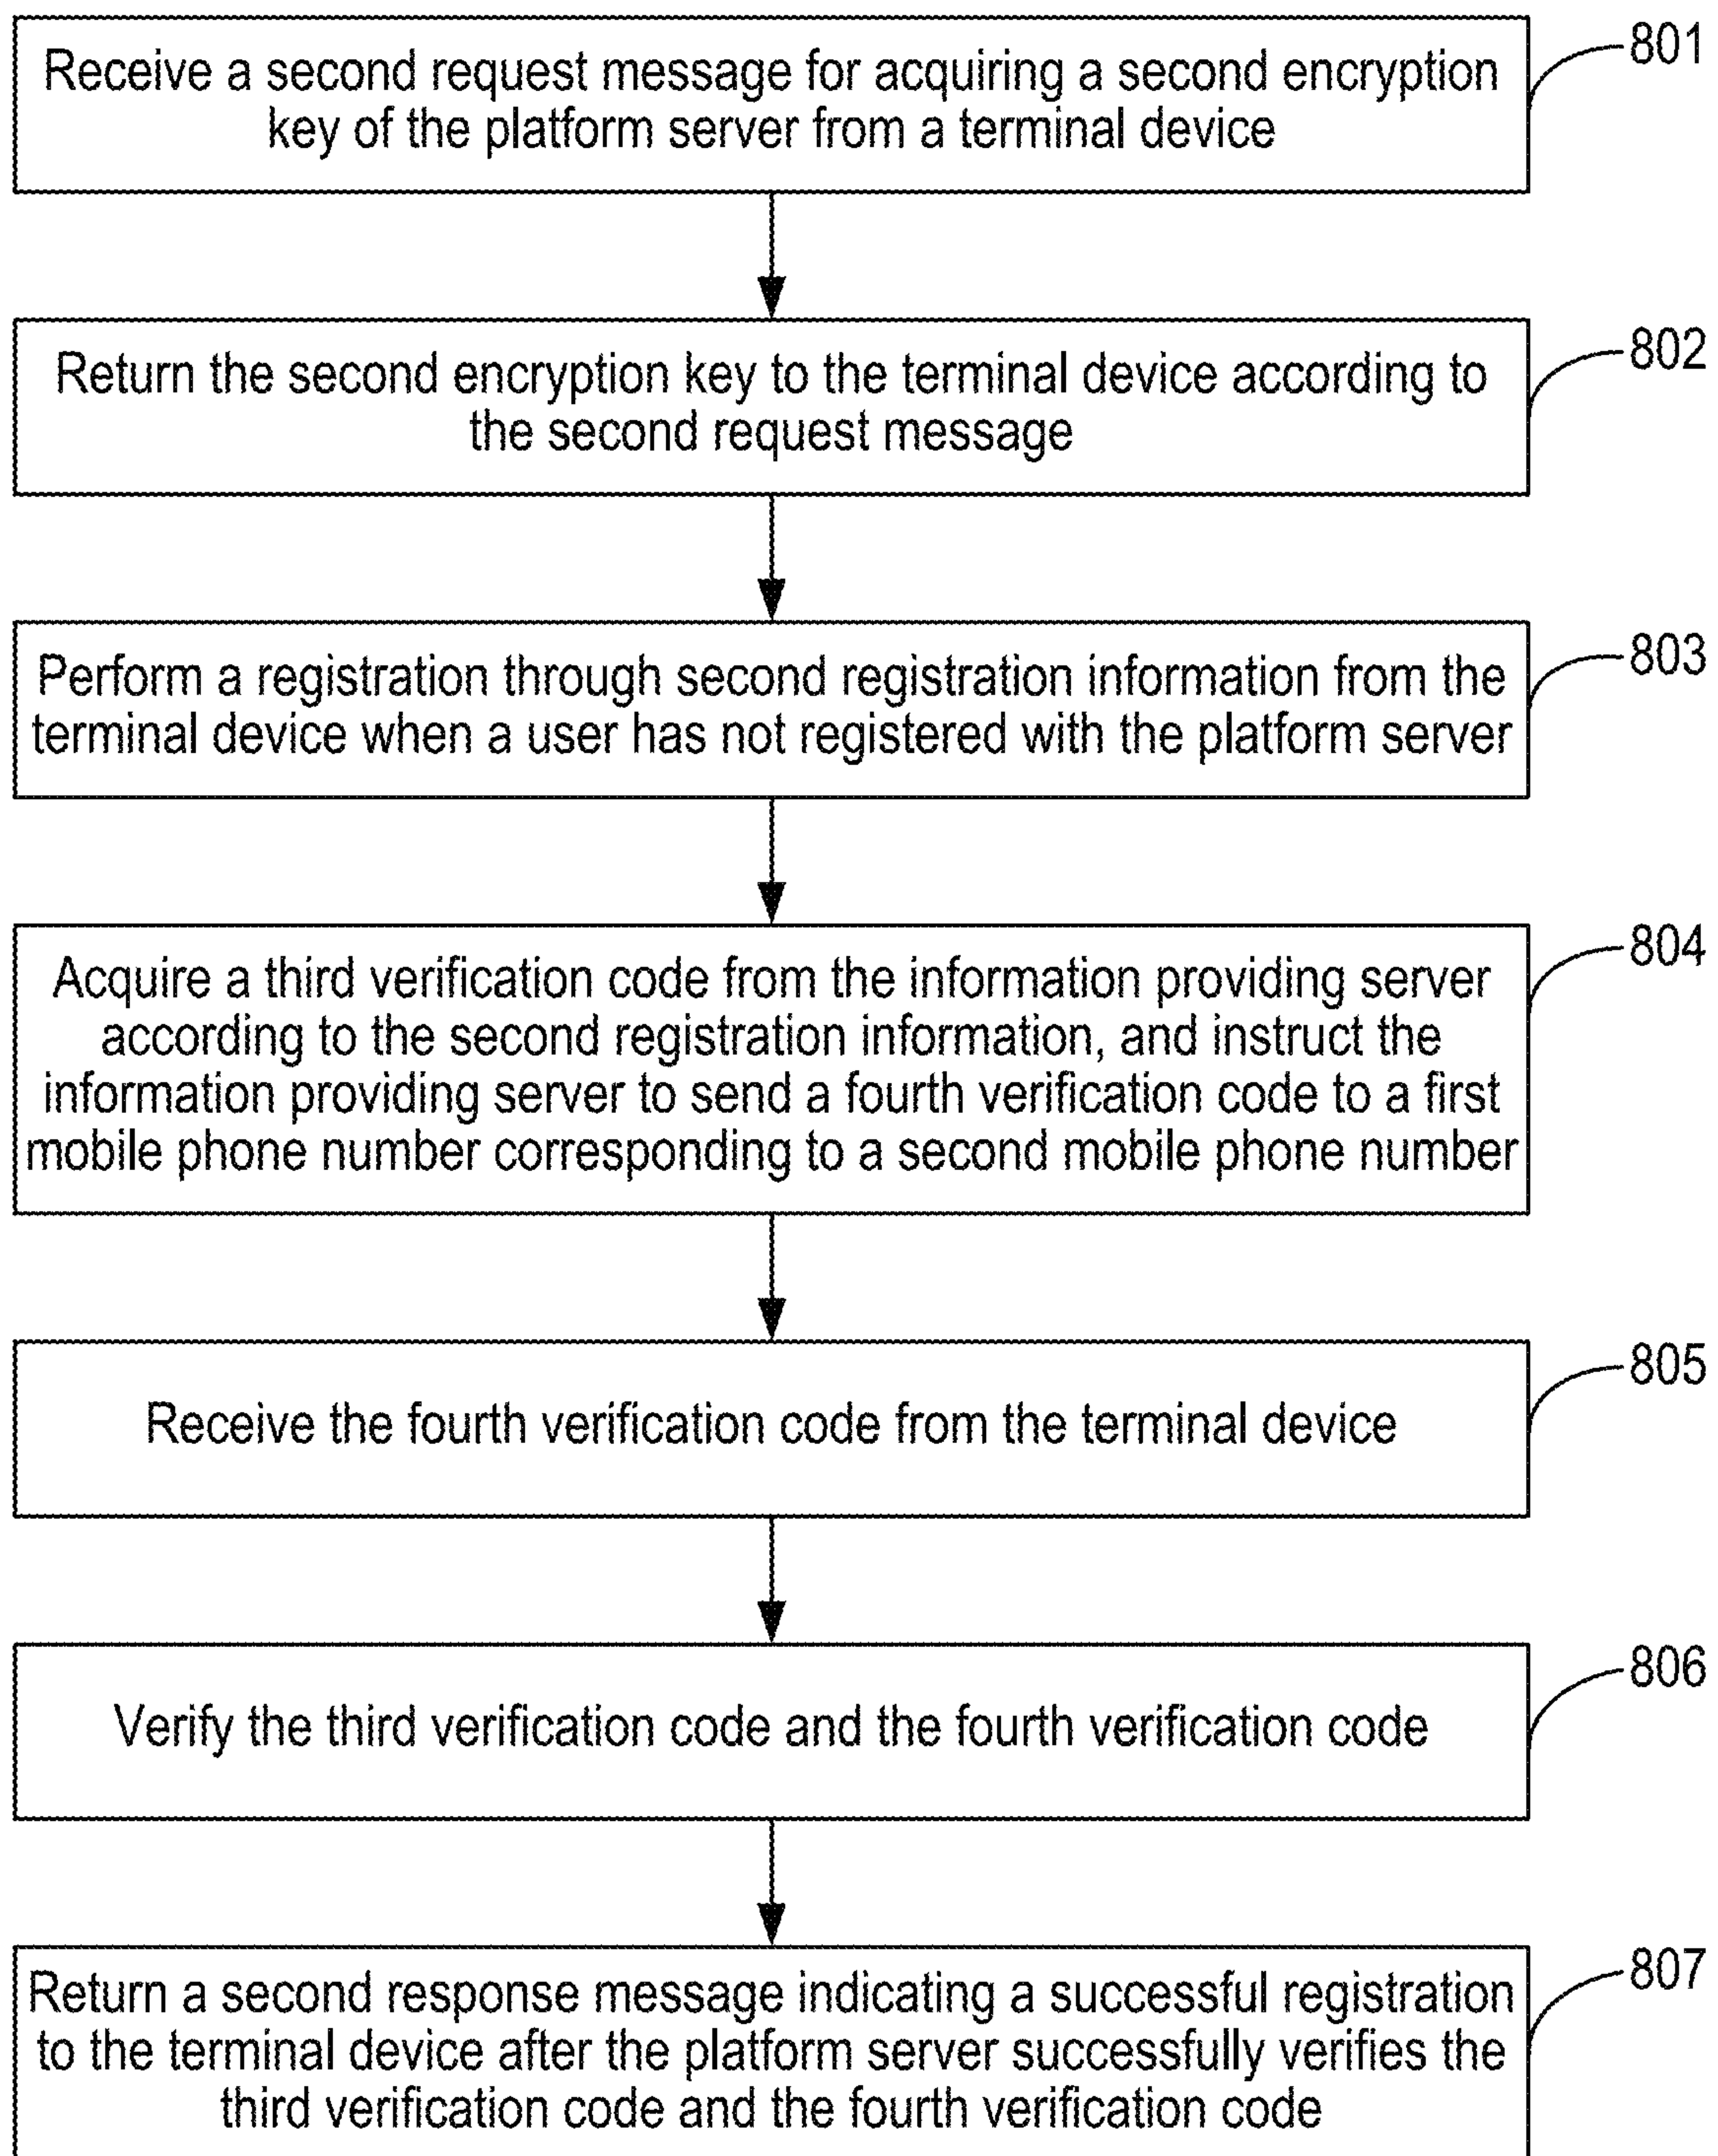 801
Receive a second request message for acquiring a second encryption
key of the platform server from a terminal device
802
Return the second encryption key to the terminal device according to
the second request message
803
Perform a registration through second registration information from the
terminal device when a user has not registered with the platform server
804
Acquire a third verification code from the information providing server
according to the second registration information, and instruct the
information providing server to send a fourth verification code to a first
mobile phone number corresponding to a second mobile phone number
805
Receive the fourth verification code from the terminal device
806
Verify the third verification code and the fourth verification code
807
Return a second response message indicating a successful registration
to the terminal device after the platform server successfully verifies the
third verification code and the fourth verification code